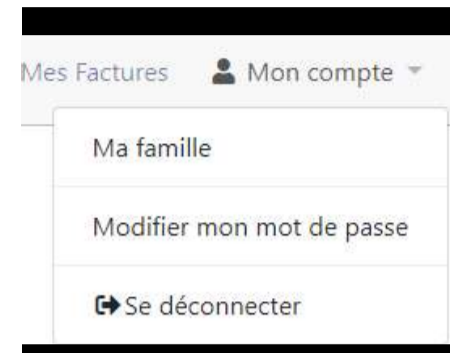 Mes Factures Mon compte
Ma famille
Modifier mon mot de passe
Se déconnecter